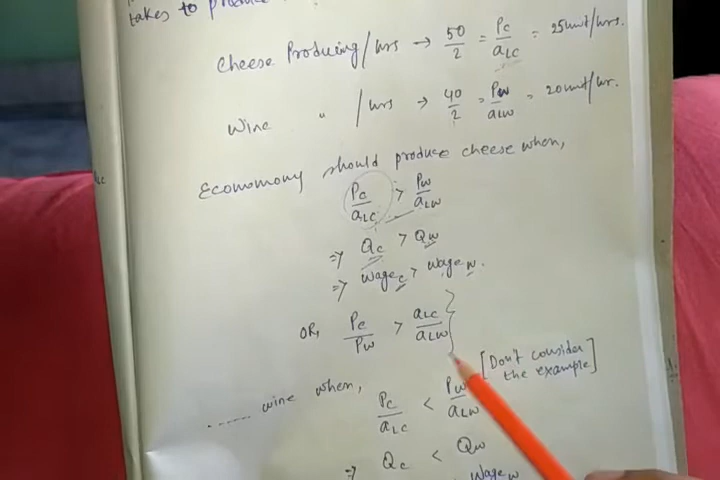 takes to produce
Cheese Producing/hrs → 50/2 = Pc/aLC = 25unit/hrs.
Wine " /hrs → 40/2 = Pw/aLW = 20unit/hr.
Econommy should produce cheese when,
Pc/aLC > Pw/aLW
⇒ Qc > Qw
⇒ Wagec > Wagew.
OR, Pc/Pw > aLC/aLW
[Don't consider the example]
...... wine when,
Pc/aLC < Pw/aLW
⇒ Qc < Qw
Wagew